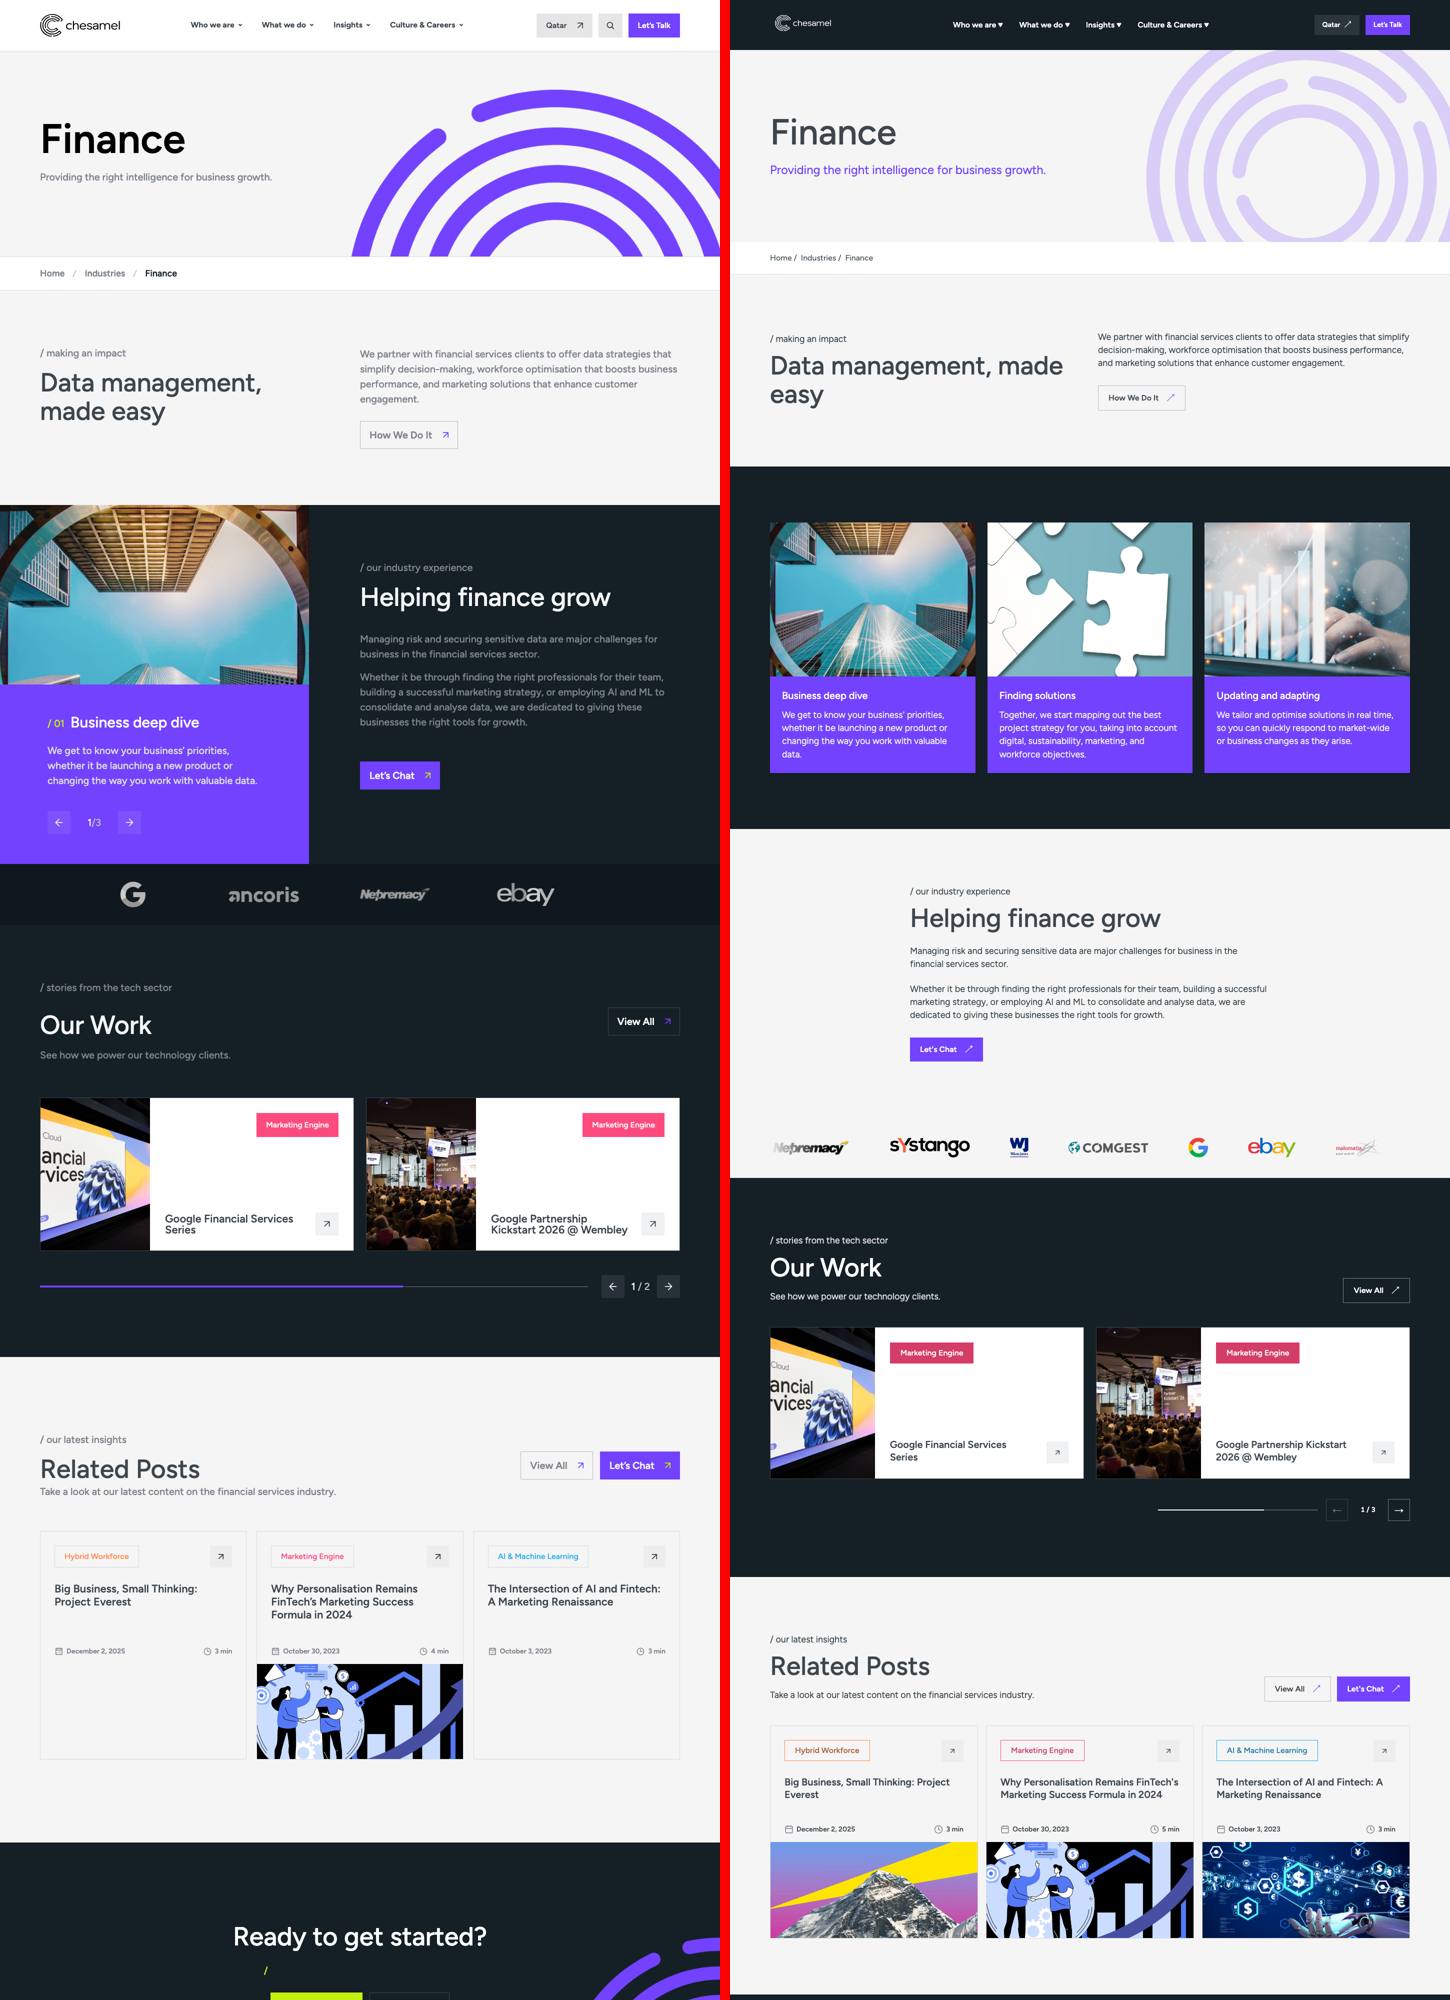 chesamel
Who we are
What we do
Insights
Culture & Careers
Qatar
Let's Talk
Finance
Providing the right intelligence for business growth.
Home / Industries / Finance
/ making an impact
Data management,
made easy
We partner with financial services clients to offer data strategies that
simplify decision-making, workforce optimisation that boosts business
performance, and marketing solutions that enhance customer
engagement.
How We Do It
/ 01 Business deep dive
We get to know your business' priorities,
whether it be launching a new product or
changing the way you work with valuable data.
1/3
/ our industry experience
Helping finance grow
Managing risk and securing sensitive data are major challenges for
business in the financial services sector.
Whether it be through finding the right professionals for their team,
building a successful marketing strategy, or employing AI and ML to
consolidate and analyse data, we are dedicated to giving these
businesses the right tools for growth.
Let's Chat
G
ancoris
Netpremacy
ebay
/ stories from the tech sector
Our Work
See how we power our technology clients.
View All
Cloud
ancial
rvices
Marketing Engine
Google Financial Services
Series
Marketing Engine
Google Partnership
Kickstart 2026 @ Wembley
1 / 2
/ our latest insights
Related Posts
Take a look at our latest content on the financial services industry.
View All
Let's Chat
Hybrid Workforce
Big Business, Small Thinking:
Project Everest
December 2, 2025
3 min
Marketing Engine
Why Personalisation Remains
FinTech's Marketing Success
Formula in 2024
October 30, 2023
4 min
AI & Machine Learning
The Intersection of AI and Fintech:
A Marketing Renaissance
October 3, 2023
3 min
Ready to get started?
/
chesamel
Who we are
What we do
Insights
Culture & Careers
Qatar
Let's Talk
Finance
Providing the right intelligence for business growth.
Home / Industries / Finance
/ making an impact
Data management, made
easy
We partner with financial services clients to offer data strategies that simplify
decision-making, workforce optimisation that boosts business performance,
and marketing solutions that enhance customer engagement.
How We Do It
Business deep dive
We get to know your business' priorities,
whether it be launching a new product or
changing the way you work with valuable
data.
Finding solutions
Together, we start mapping out the best
project strategy for you, taking into account
digital, sustainability, marketing, and
workforce objectives.
Updating and adapting
We tailor and optimise solutions in real time,
so you can quickly respond to market-wide
or business changes as they arise.
/ our industry experience
Helping finance grow
Managing risk and securing sensitive data are major challenges for business in the
financial services sector.
Whether it be through finding the right professionals for their team, building a successful
marketing strategy, or employing AI and ML to consolidate and analyse data, we are
dedicated to giving these businesses the right tools for growth.
Let's Chat
Netpremacy
sYstango
WJ
COMGEST
G
ebay
malomatia
/ stories from the tech sector
Our Work
See how we power our technology clients.
View All
Cloud
ancial
rvices
Marketing Engine
Google Financial Services
Series
Marketing Engine
Google Partnership Kickstart
2026 @ Wembley
1 / 3
/ our latest insights
Related Posts
Take a look at our latest content on the financial services industry.
View All
Let's Chat
Hybrid Workforce
Big Business, Small Thinking: Project
Everest
December 2, 2025
3 min
Marketing Engine
Why Personalisation Remains FinTech's
Marketing Success Formula in 2024
October 30, 2023
5 min
AI & Machine Learning
The Intersection of AI and Fintech: A
Marketing Renaissance
October 3, 2023
3 min